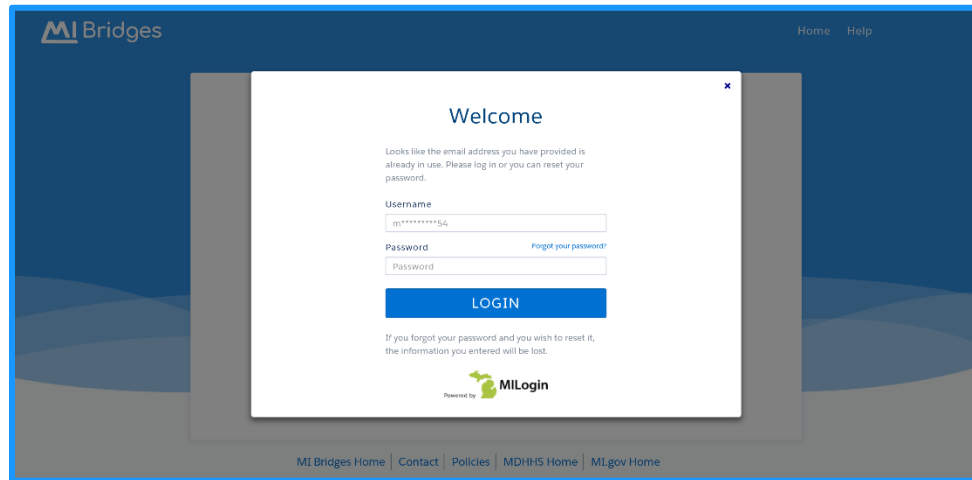 MI Bridges
Home Help
×
Welcome
Looks like the email address you have provided is
already in use. Please log in or you can reset your
password.
Username
m*********54
Password Forgot your password?
Password
LOGIN
If you forgot your password and you wish to reset it,
the information you entered will be lost.
Powered by MILogin
MI Bridges Home | Contact | Policies | MDHHS Home | MI.gov Home